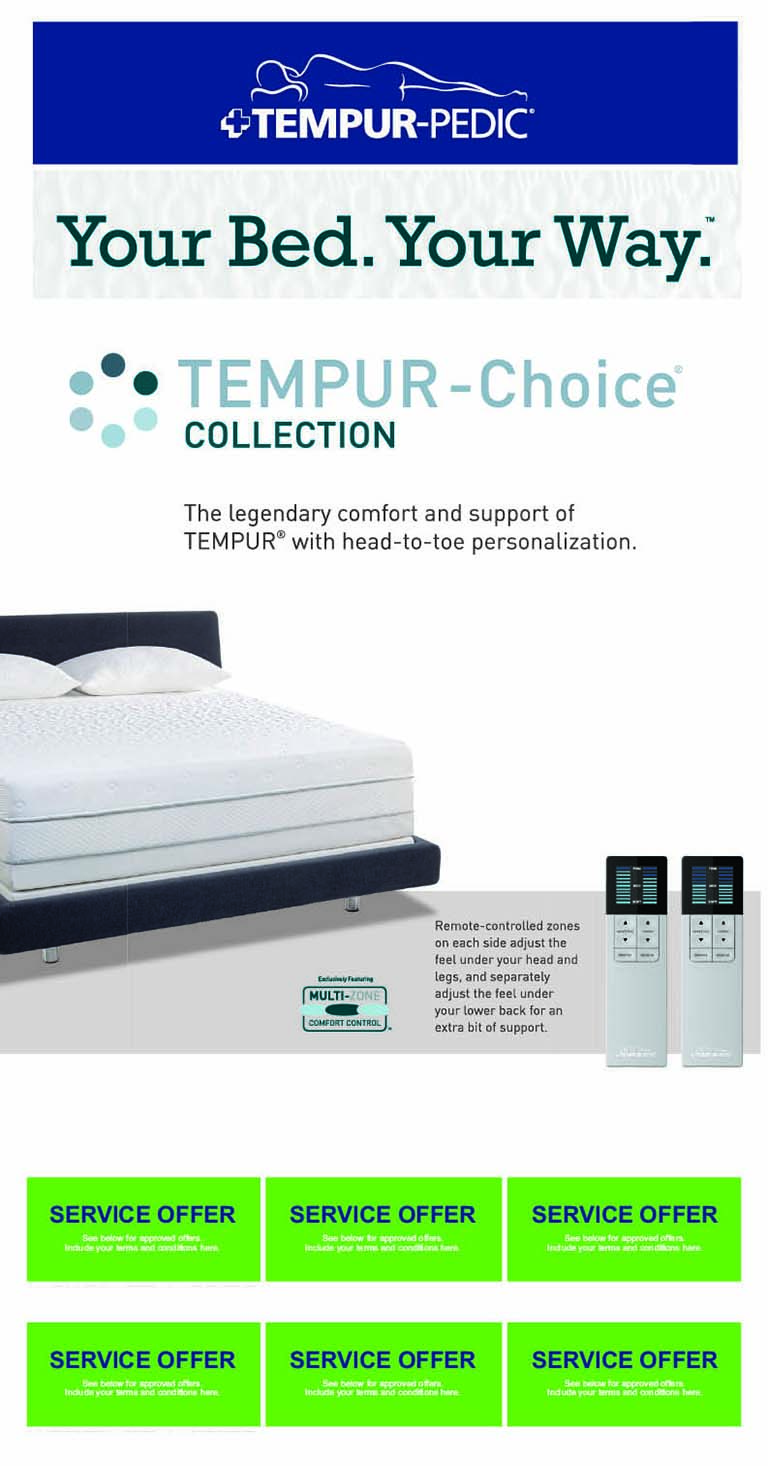 TEMPUR-PEDIC®
Your Bed. Your Way.™
TEMPUR-Choice®
COLLECTION
The legendary comfort and support of
TEMPUR® with head-to-toe personalization.
Remote-controlled zones
on each side adjust the
feel under your head and
legs, and separately
adjust the feel under
your lower back for an
extra bit of support.
Exclusively Featuring
MULTI-ZONE
COMFORT CONTROL™
TEMPUR-PEDIC
TEMPUR-PEDIC
SERVICE OFFER
See below for approved offers.
Include your terms and conditions here.
SERVICE OFFER
See below for approved offers.
Include your terms and conditions here.
SERVICE OFFER
See below for approved offers.
Include your terms and conditions here.
SERVICE OFFER
See below for approved offers.
Include your terms and conditions here.
SERVICE OFFER
See below for approved offers.
Include your terms and conditions here.
SERVICE OFFER
See below for approved offers.
Include your terms and conditions here.